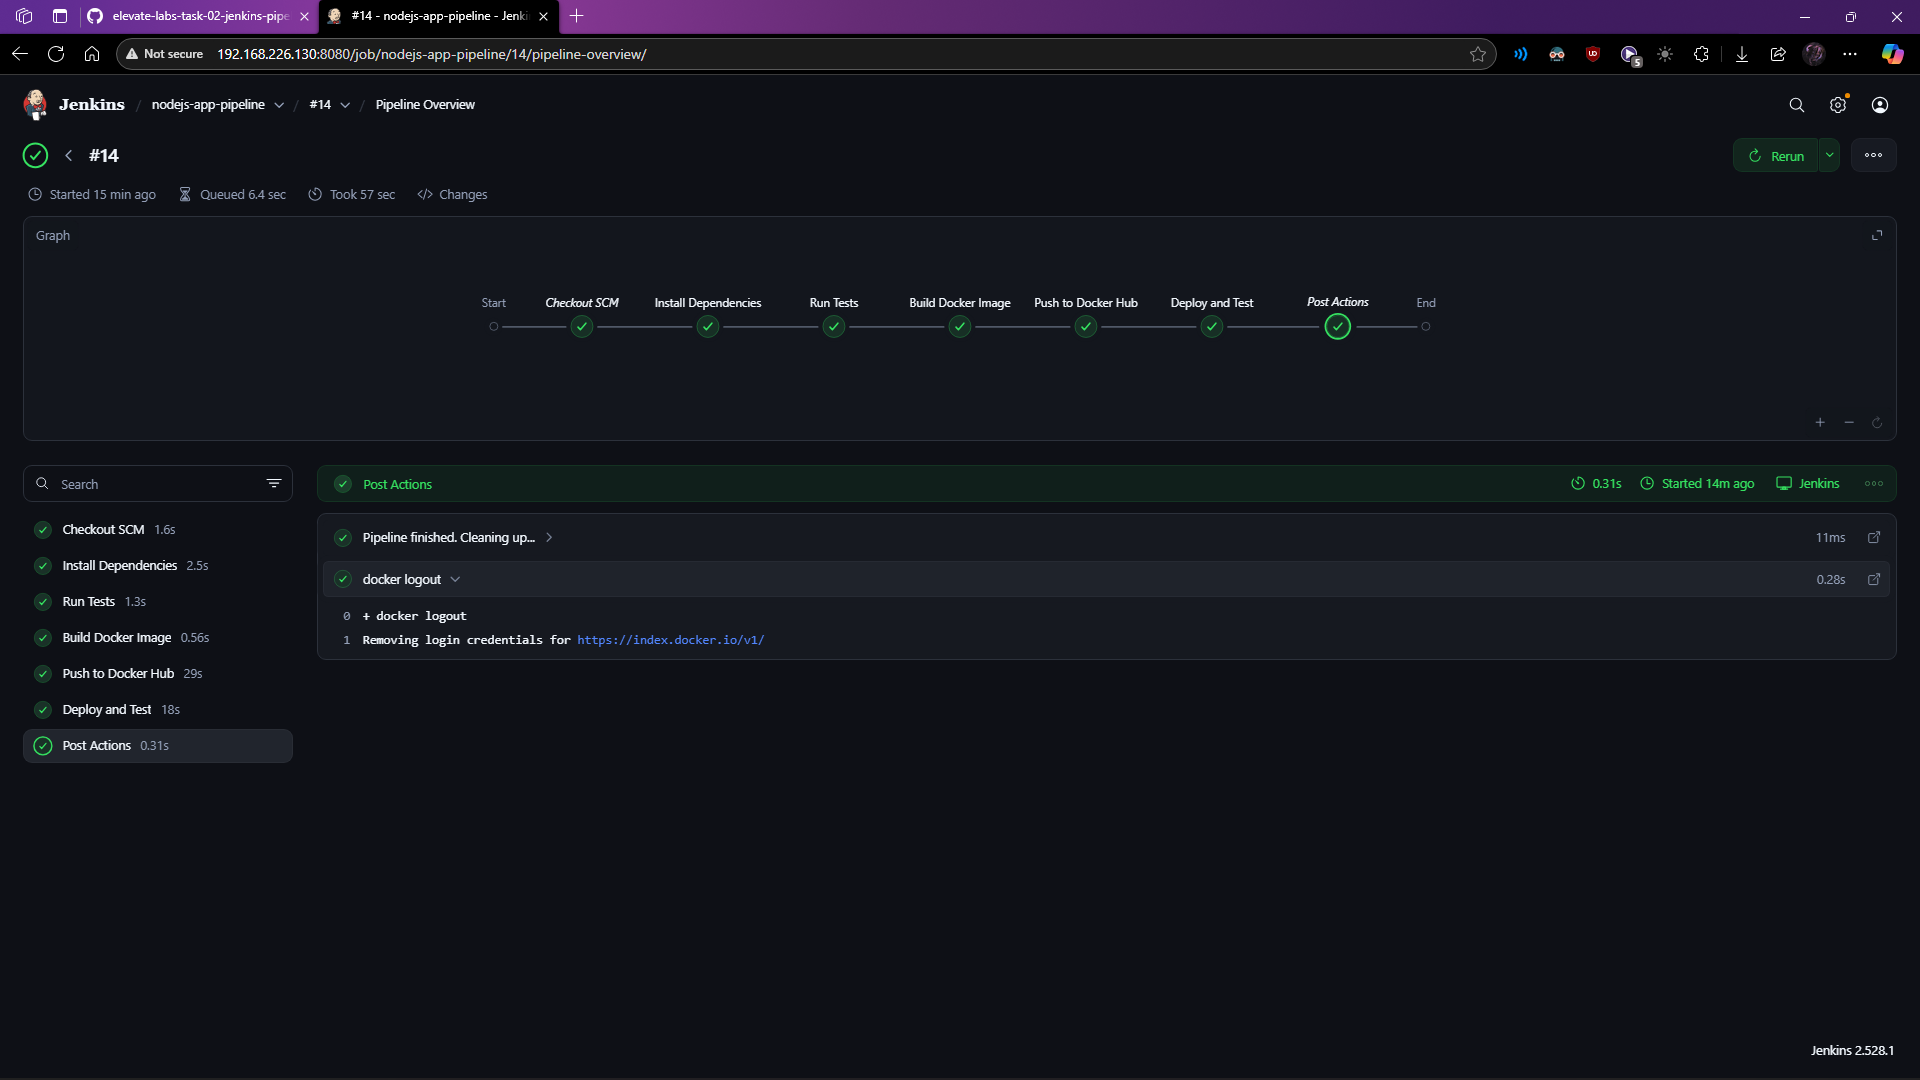 elevate-labs-task-02-jenkins-pipe
#14 - nodejs-app-pipeline - Jenki
Not secure 192.168.226.130:8080/job/nodejs-app-pipeline/14/pipeline-overview/
UD
5
Jenkins / nodejs-app-pipeline / #14 / Pipeline Overview
#14
Rerun
Started 15 min ago Queued 6.4 sec Took 57 sec Changes
Graph
Start Checkout SCM Install Dependencies Run Tests Build Docker Image Push to Docker Hub Deploy and Test Post Actions End
Search
Checkout SCM 1.6s
Install Dependencies 2.5s
Run Tests 1.3s
Build Docker Image 0.56s
Push to Docker Hub 29s
Deploy and Test 18s
Post Actions 0.31s
Post Actions 0.31s Started 14m ago Jenkins
Pipeline finished. Cleaning up... 11ms
docker logout 0.28s
0 + docker logout
1 Removing login credentials for https://index.docker.io/v1/
Jenkins 2.528.1